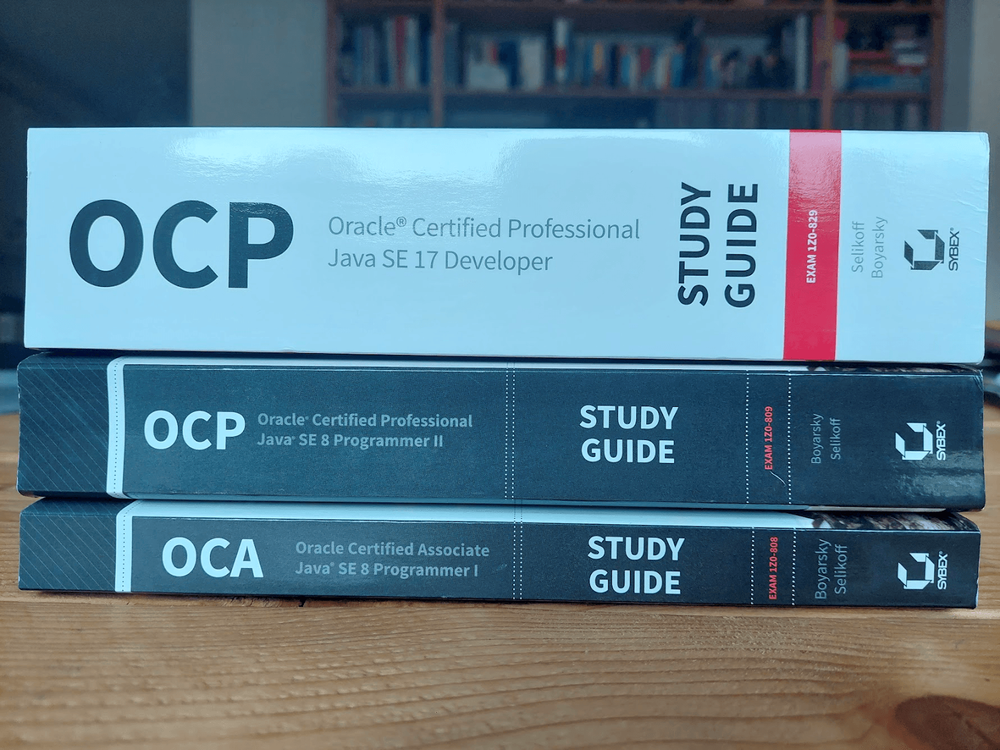 OCP
Oracle® Certified Professional
Java SE 17 Developer
STUDY
GUIDE
EXAM 1Z0-829
Selikoff
Boyarsky
SYBEX®
OCP
Oracle® Certified Professional
Java® SE 8 Programmer II
STUDY
GUIDE
EXAM 1Z0-809
Boyarsky
Selikoff
SYBEX®
OCA
Oracle Certified Associate
Java® SE 8 Programmer I
STUDY
GUIDE
EXAM 1Z0-808
Boyarsky
Selikoff
SYBEX®